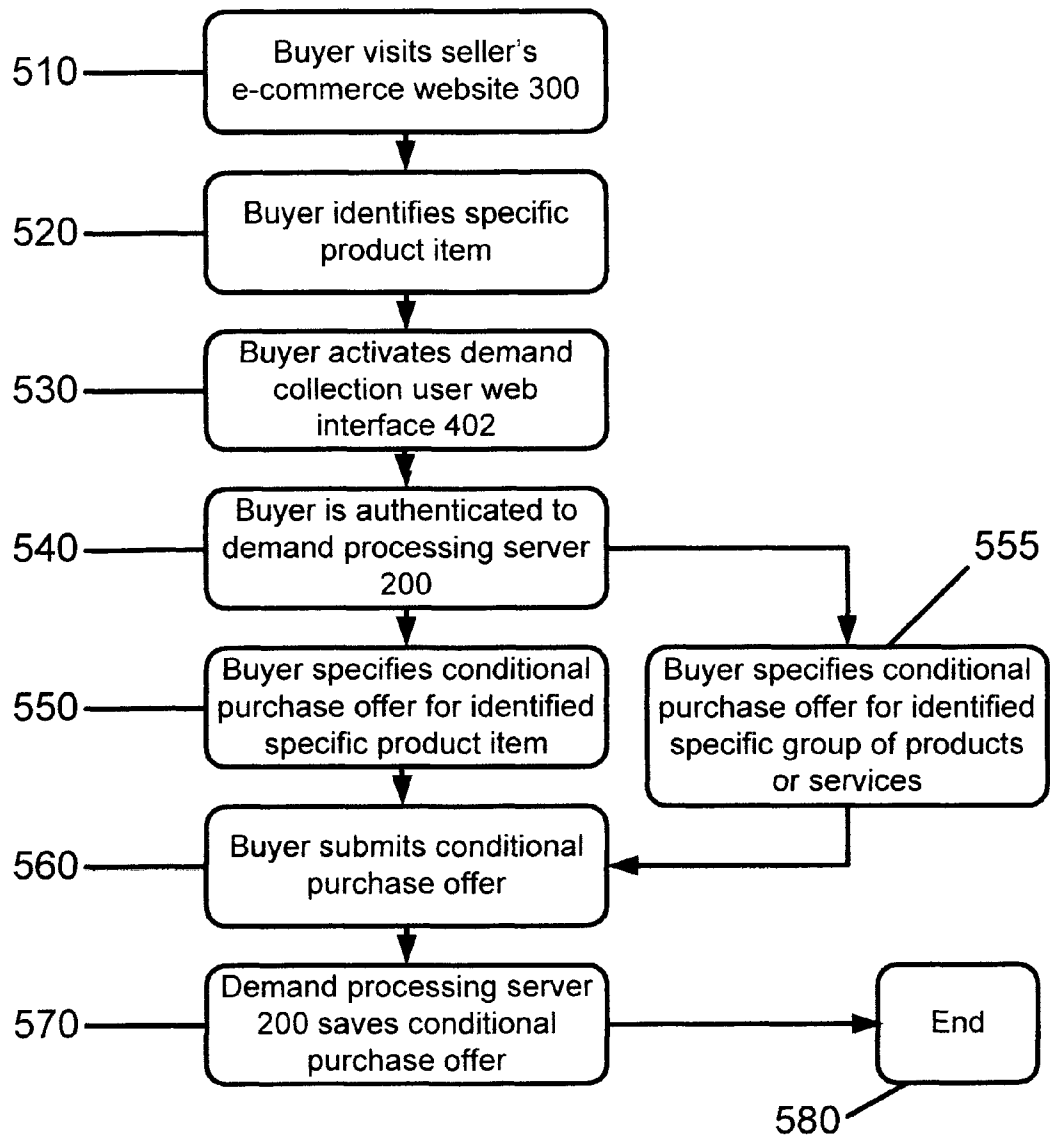 510
Buyer visits seller's
e-commerce website 300
520
Buyer identifies specific
product item
530
Buyer activates demand
collection user web
interface 402
540
Buyer is authenticated to
demand processing server
200
555
550
Buyer specifies conditional
purchase offer for identified
specific product item
Buyer specifies conditional
purchase offer for identified
specific group of products
or services
560
Buyer submits conditional
purchase offer
570
Demand processing server
200 saves conditional
purchase offer
End
580